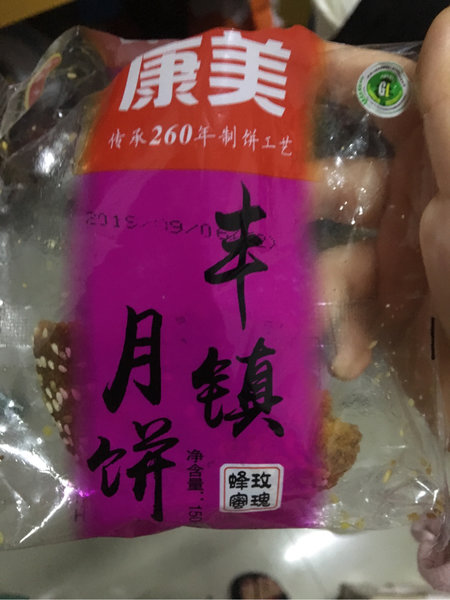 康美
传承260年制饼工艺
丰镇
月饼
净含量:150
玫瑰
蜂蜜